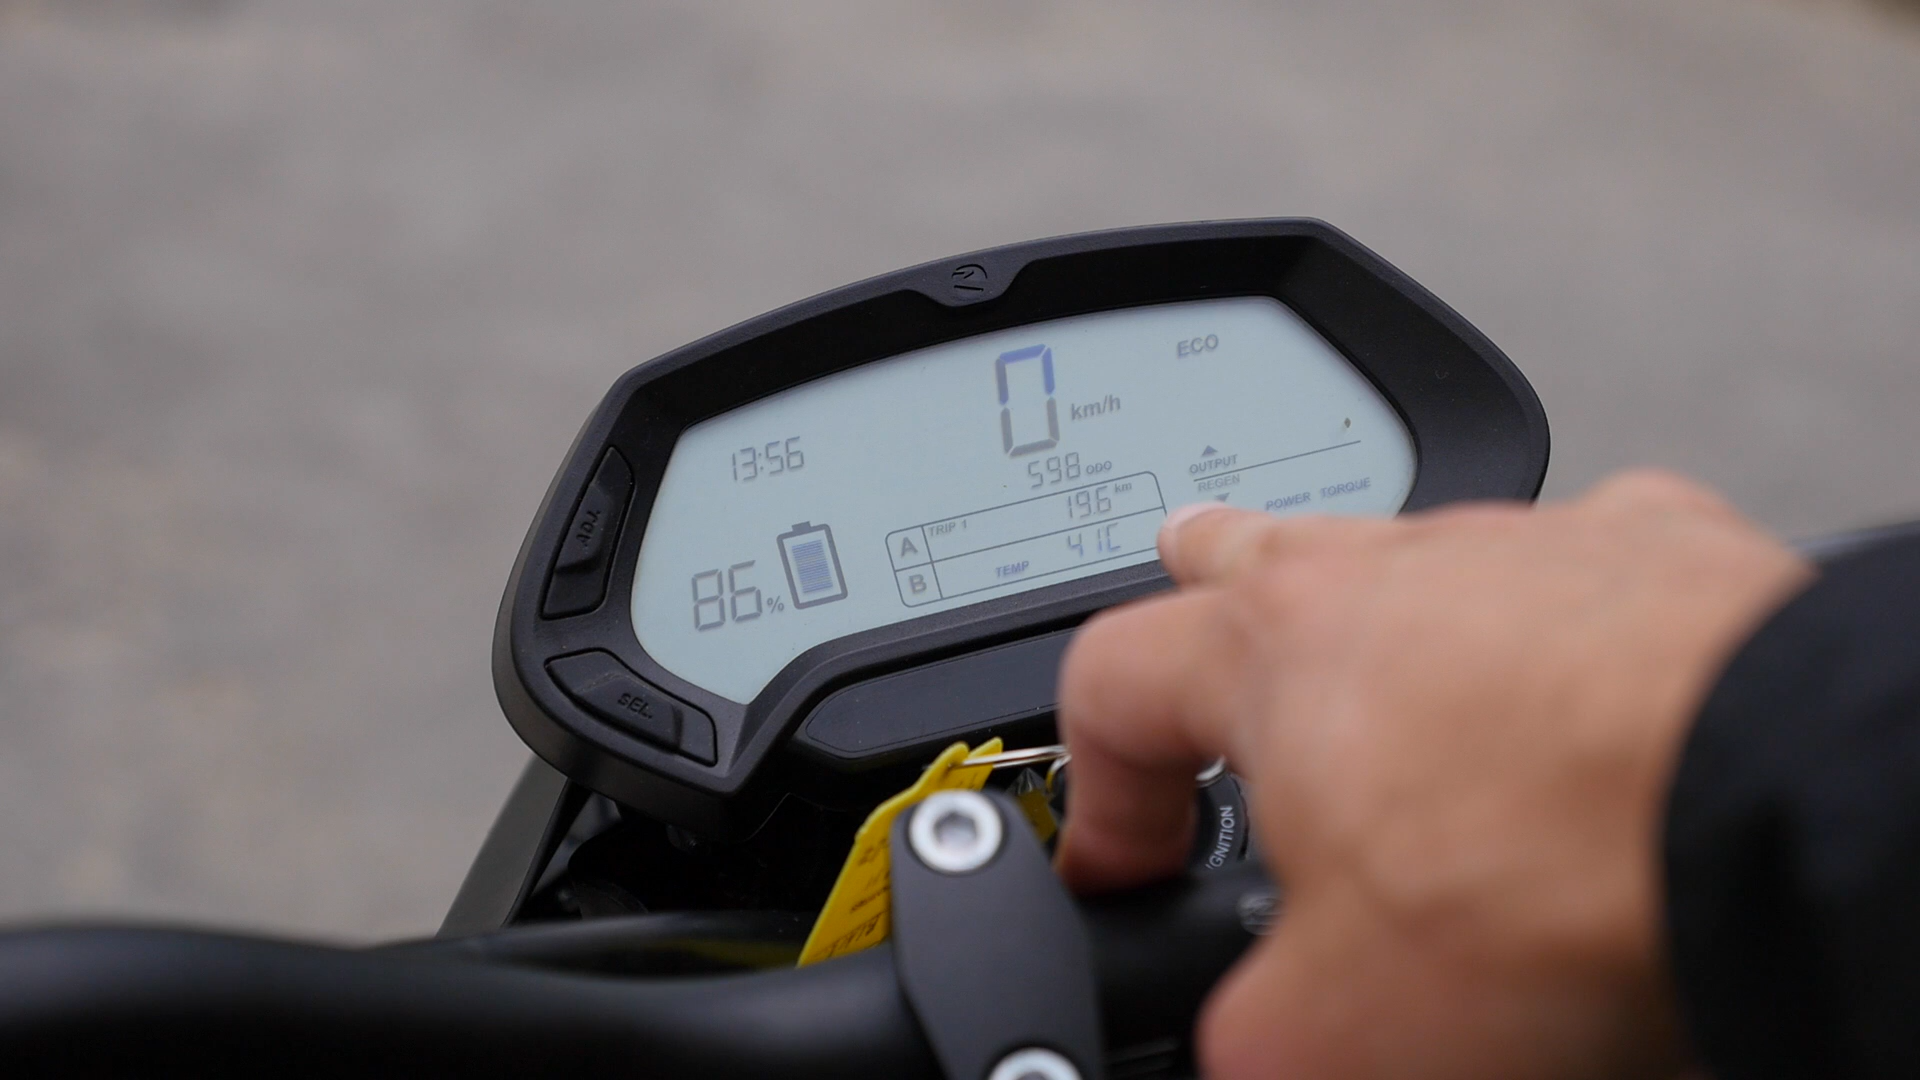 ECO
0 km/h
13:56
598 ODO
OUTPUT
REGEN
POWER TORQUE
A TRIP 1 19.6 km
B TEMP 41C
86%
ADJ.
SEL.
IGNITION